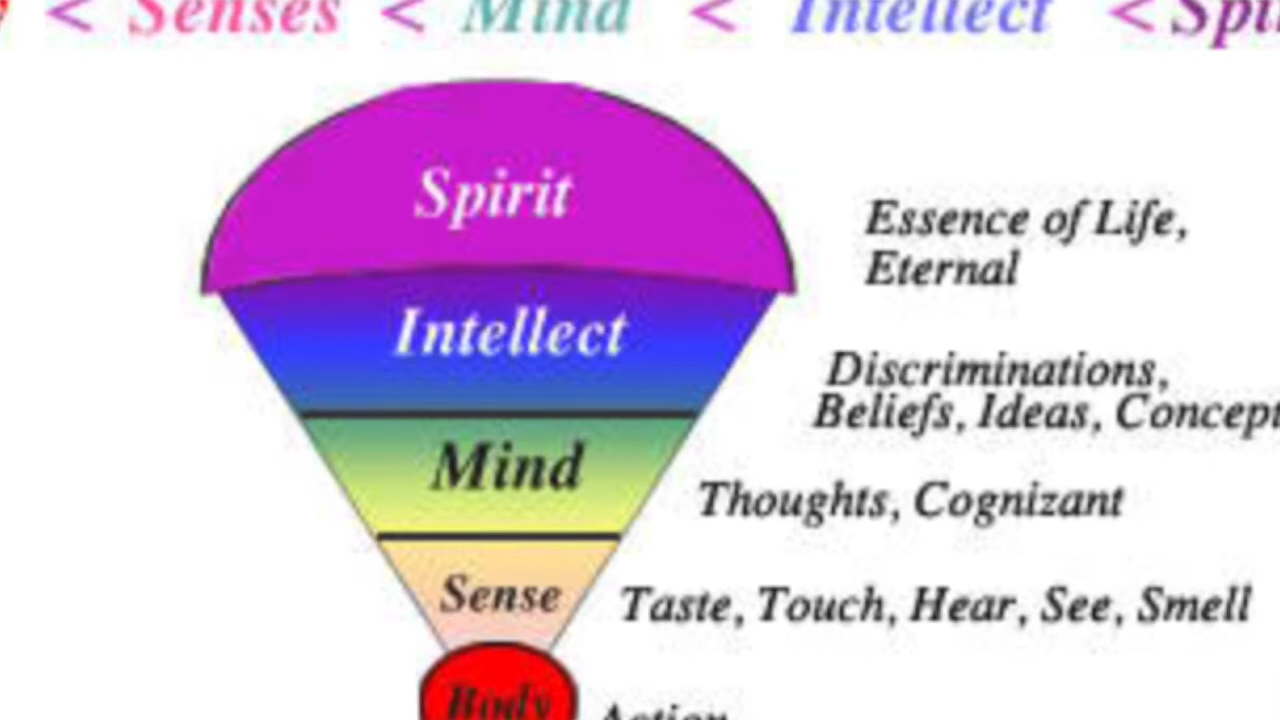 < Senses < Mind < Intellect <
Spirit
Essence of Life,
Eternal
Intellect
Discriminations,
Beliefs, Ideas, Concept
Mind
Thoughts, Cognizant
Sense
Taste, Touch, Hear, See, Smell
Body
Action